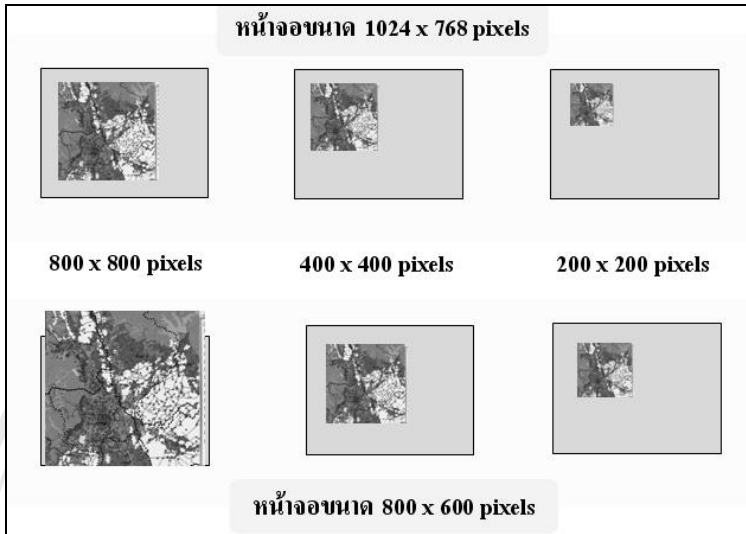 หน้าจอขนาด 1024 x 768 pixels
800 x 800 pixels
400 x 400 pixels
200 x 200 pixels
หน้าจอขนาด 800 x 600 pixels